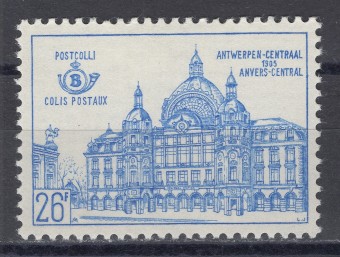 POSTCOLLI
B
COLIS POSTAUX
ANTWERPEN-CENTRAAL
1905
ANVERS-CENTRAL
26F